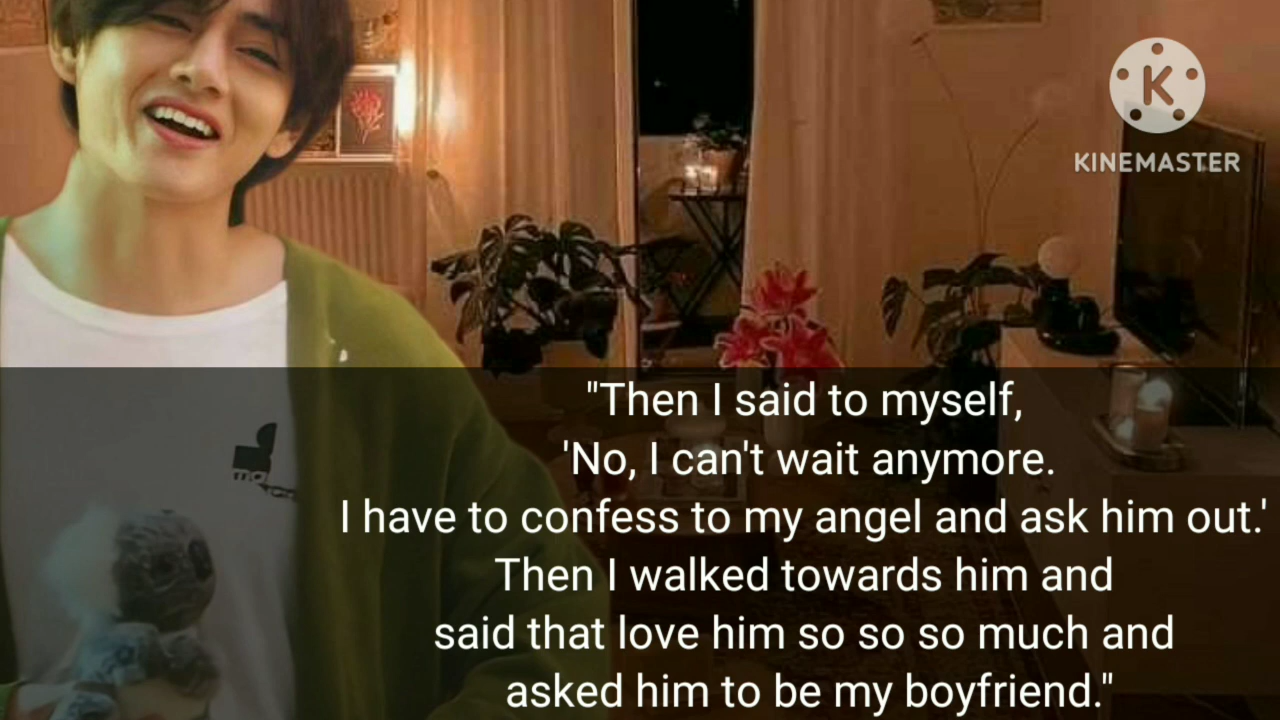 K
KINEMASTER
"Then I said to myself,
'No, I can't wait anymore.
I have to confess to my angel and ask him out.'
Then I walked towards him and
said that love him so so so much and
asked him to be my boyfriend."